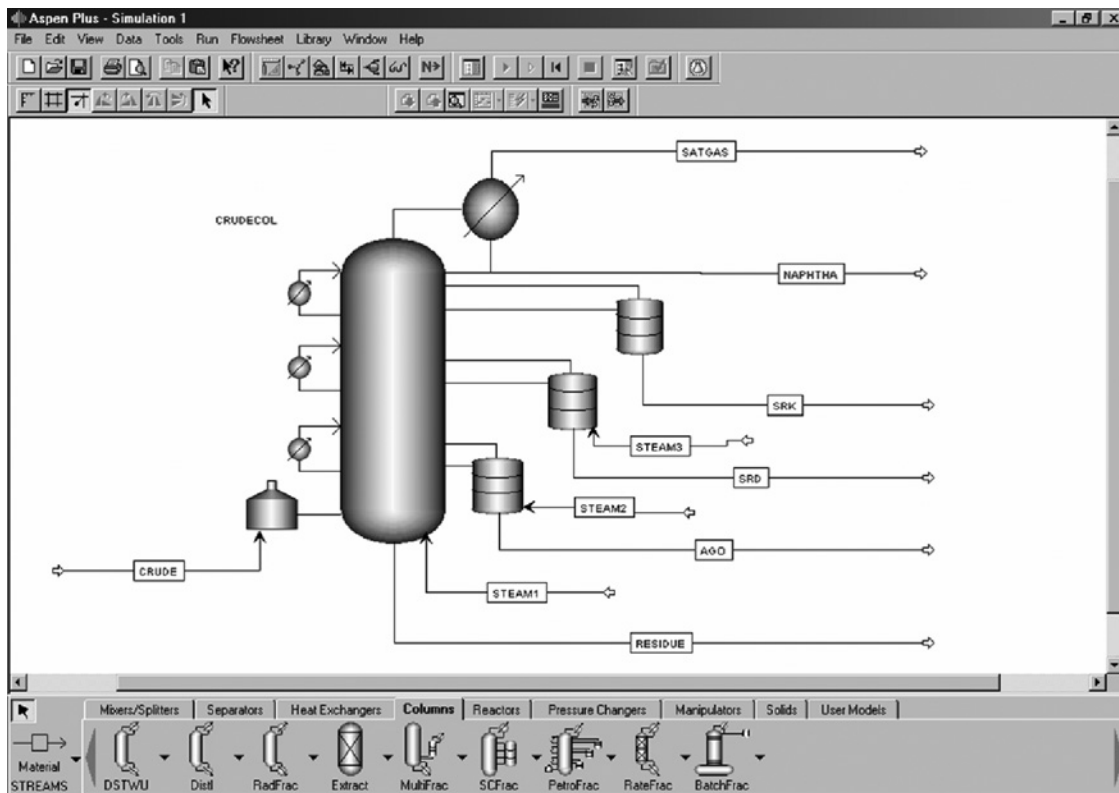 Aspen Plus - Simulation 1
File Edit View Data Tools Run Flowsheet Library Window Help
N
SATGAS
CRUDECOL
NAPHTHA
SRK
STEAM3
SRD
STEAM2
AGO
CRUDE
STEAM1
RESIDUE
Mixers/Splitters Separators Heat Exchangers Columns Reactors Pressure Changers Manipulators Solids User Models
Material
STREAMS DSTWU Distl RadFrac Extract MultiFrac SCFrac PetroFrac RateFrac BatchFrac